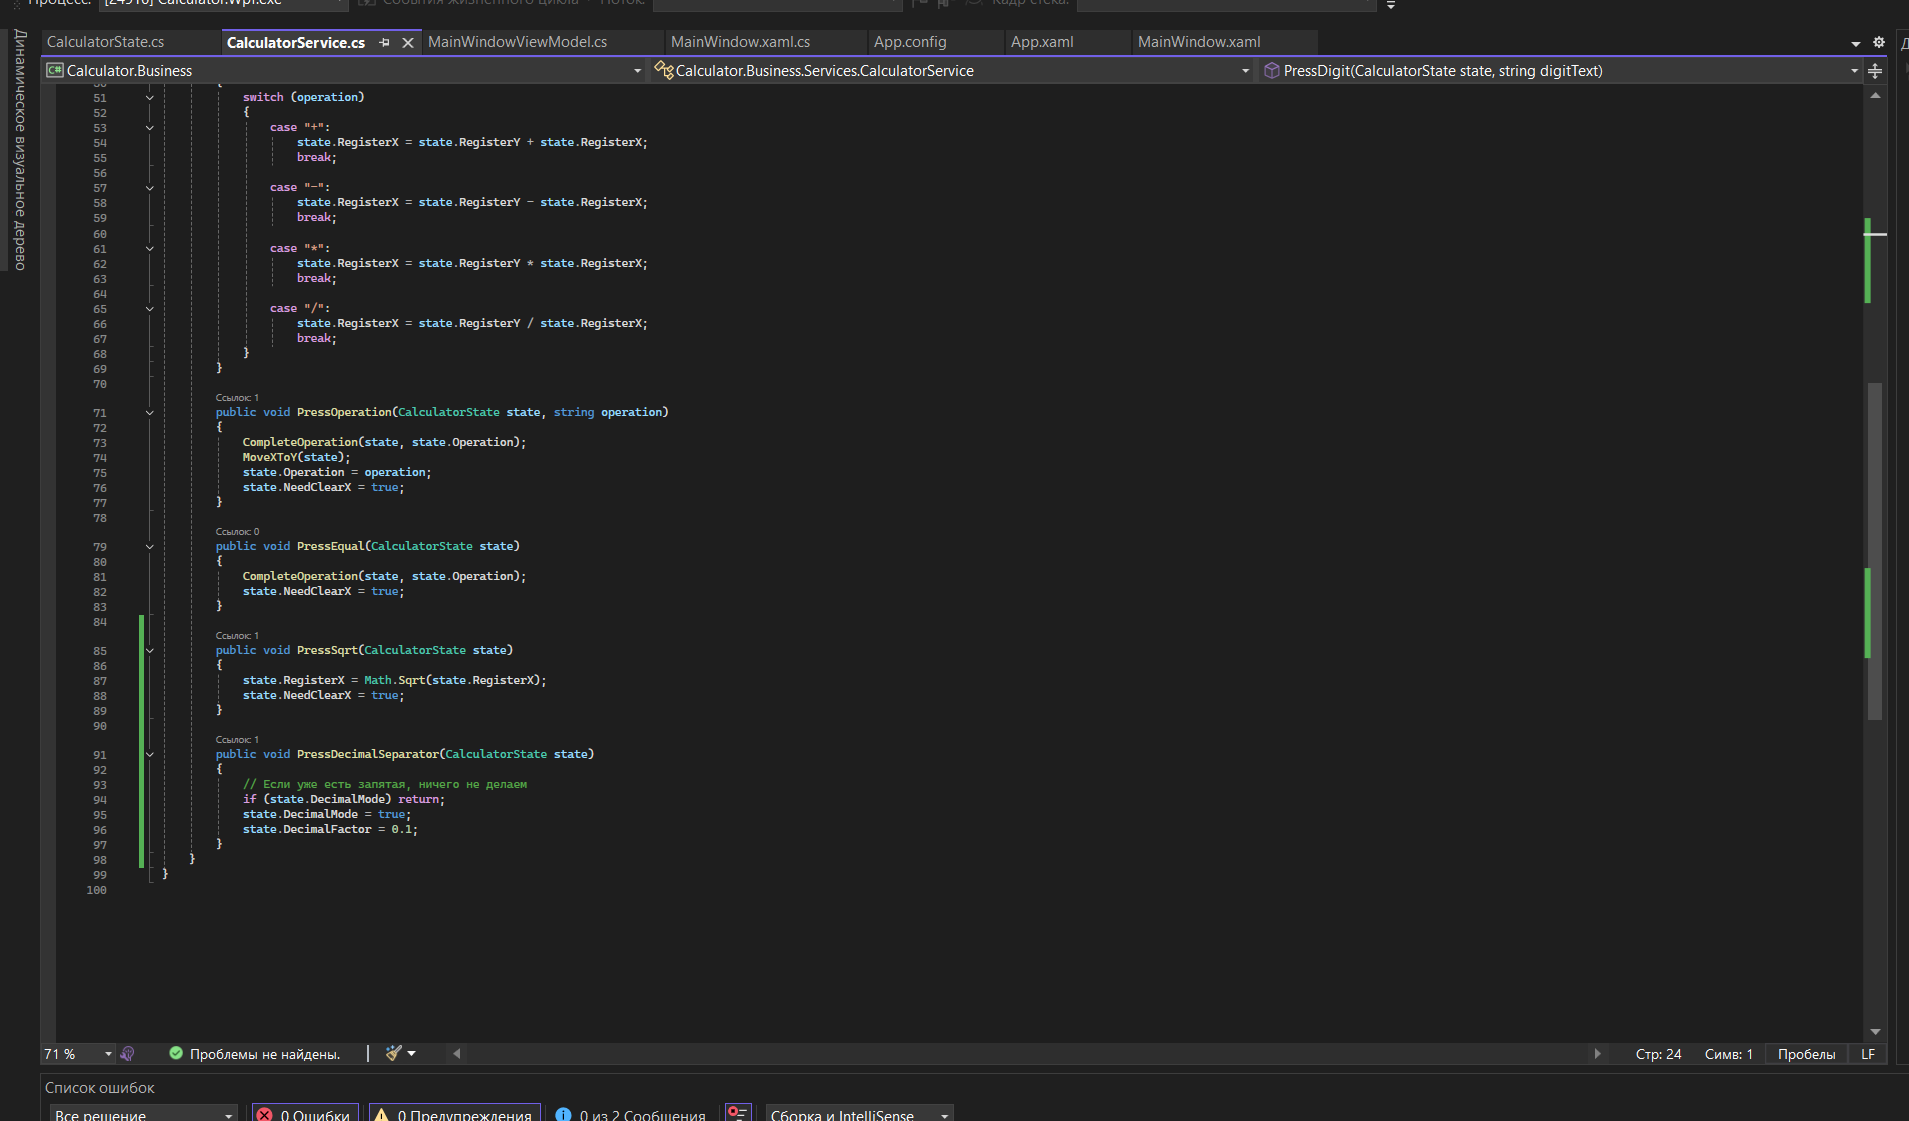 Процесс: [24916] Calculator.Wpf.exe События жизненного цикла Поток: Кадр стека:
Динамическое визуальное дерево
CalculatorState.cs CalculatorService.cs MainWindowViewModel.cs MainWindow.xaml.cs App.config App.xaml MainWindow.xaml
C# Calculator.Business Calculator.Business.Services.CalculatorService PressDigit(CalculatorState state, string digitText)
50 {
51 switch (operation)
52 {
53 case "+":
54 state.RegisterX = state.RegisterY + state.RegisterX;
55 break;
56
57 case "-":
58 state.RegisterX = state.RegisterY - state.RegisterX;
59 break;
60
61 case "*":
62 state.RegisterX = state.RegisterY * state.RegisterX;
63 break;
64
65 case "/":
66 state.RegisterX = state.RegisterY / state.RegisterX;
67 break;
68 }
69 }
70
Ссылок: 1
71 public void PressOperation(CalculatorState state, string operation)
72 {
73 CompleteOperation(state, state.Operation);
74 MoveXToY(state);
75 state.Operation = operation;
76 state.NeedClearX = true;
77 }
78
Ссылок: 0
79 public void PressEqual(CalculatorState state)
80 {
81 CompleteOperation(state, state.Operation);
82 state.NeedClearX = true;
83 }
84
Ссылок: 1
85 public void PressSqrt(CalculatorState state)
86 {
87 state.RegisterX = Math.Sqrt(state.RegisterX);
88 state.NeedClearX = true;
89 }
90
Ссылок: 1
91 public void PressDecimalSeparator(CalculatorState state)
92 {
93 // Если уже есть запятая, ничего не делаем
94 if (state.DecimalMode) return;
95 state.DecimalMode = true;
96 state.DecimalFactor = 0.1;
97 }
98 }
99 }
100
71 % Проблемы не найдены. Стр: 24 Симв: 1 Пробелы LF
Список ошибок
Все решение 0 Ошибки 0 Предупреждения 0 из 2 Сообщения Сборка и IntelliSense